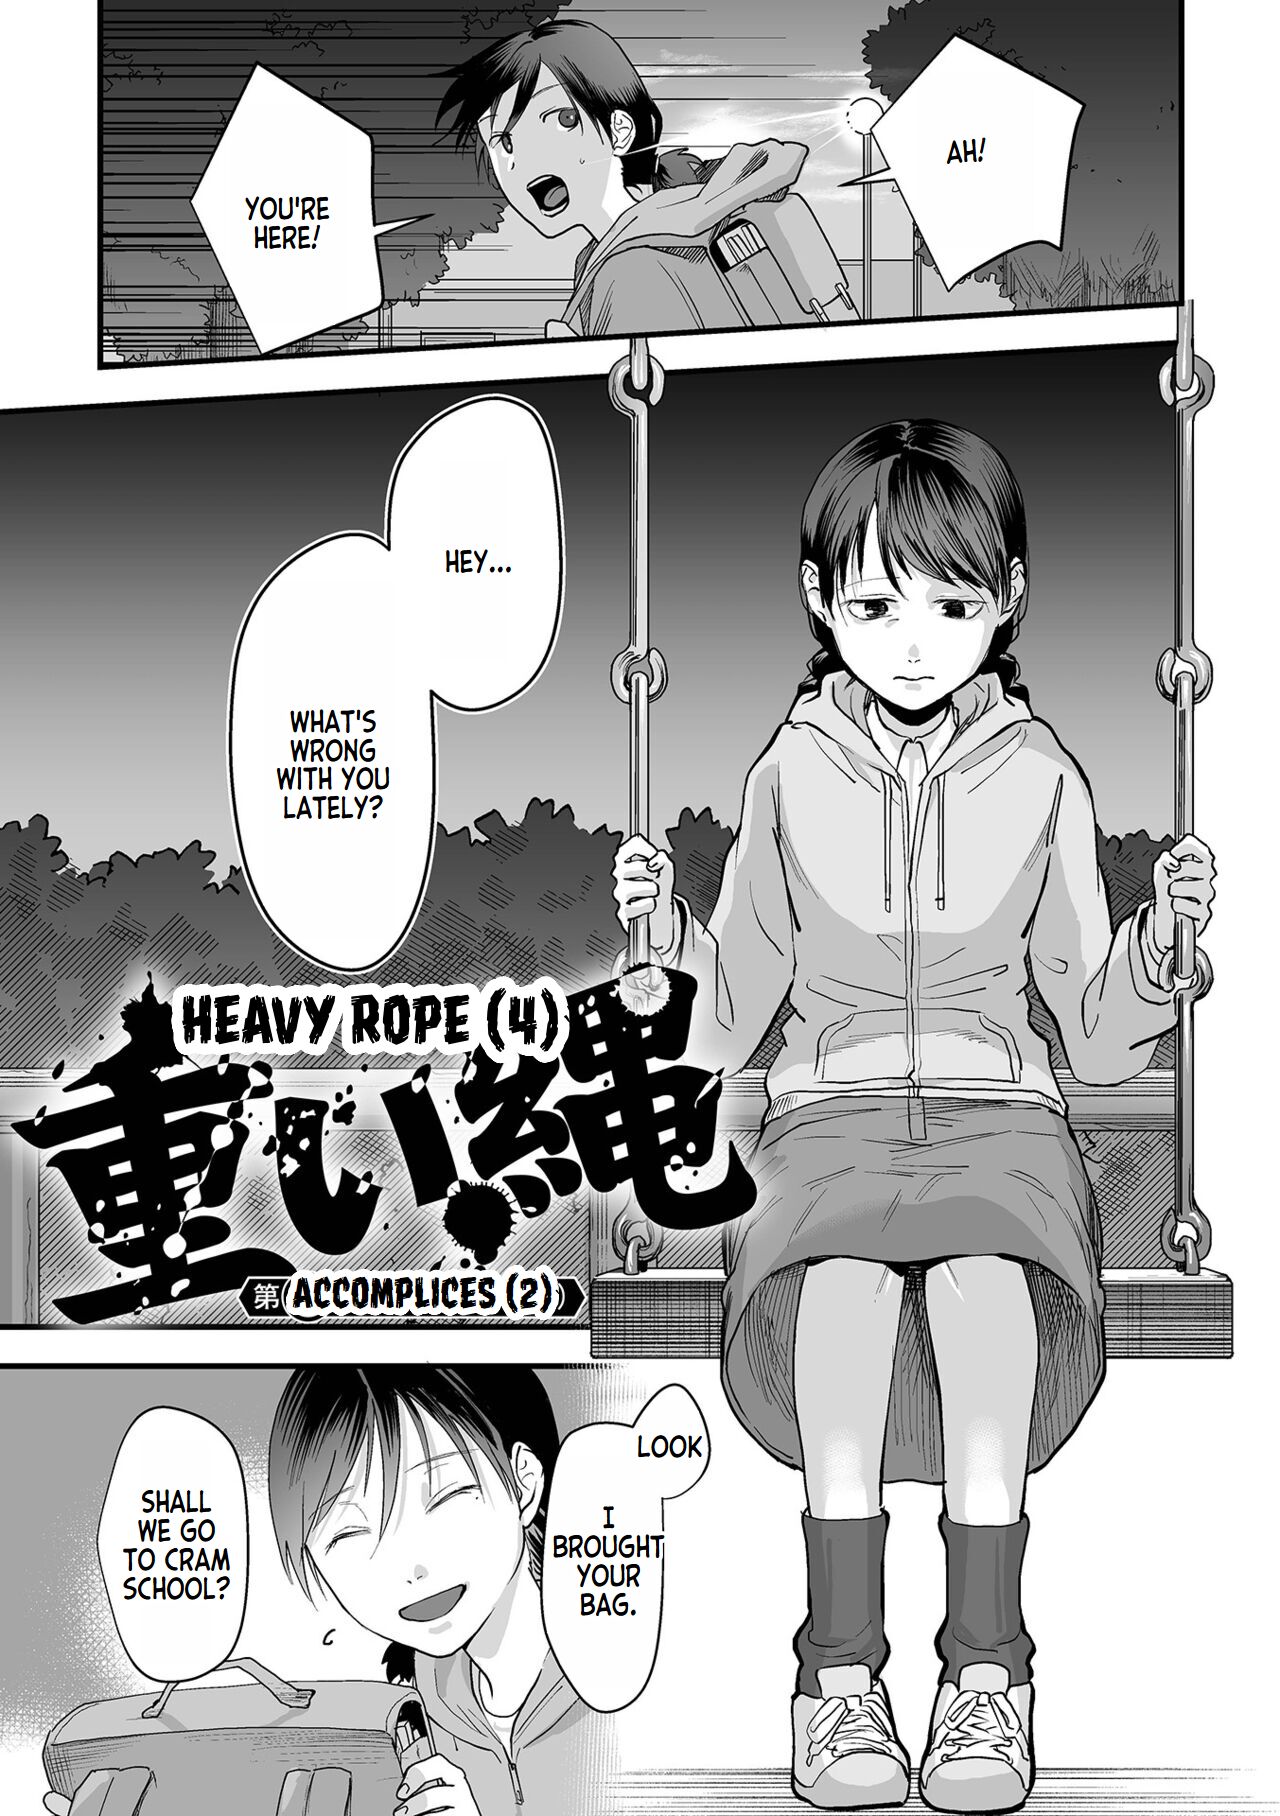 AH!
YOU'RE
HERE!
HEY...
WHAT'S
WRONG
WITH YOU
LATELY?
HEAVY ROPE (4)
重い縄
第
ACCOMPLICES (2)
LOOK
I
BROUGHT
YOUR
BAG.
SHALL
WE GO
TO CRAM
SCHOOL?